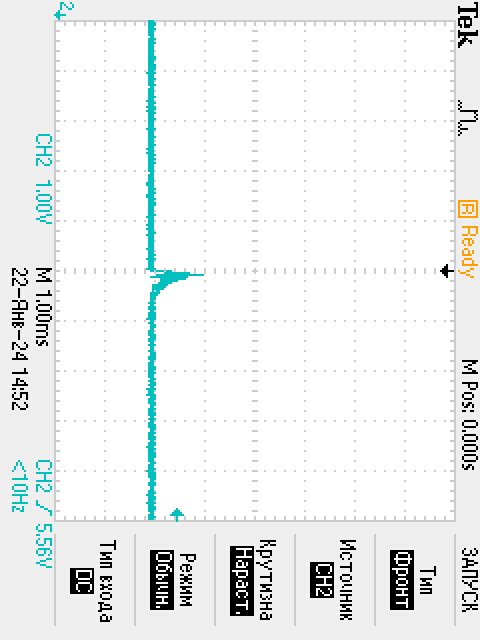 Tek R Ready M Pos: 0.000s ЗАПУСК
Тип
Фронт
Источник
CH2
Крутизна
Нараст
Режим
Обычн.
Тип входа
DC
2
CH2 1.00V M 1.00ms CH2 / 5.56V
22-Янв-24 14:52 <10Hz